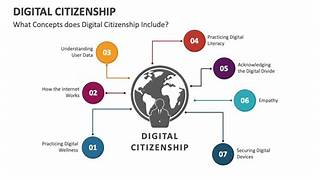 DIGITAL CITIZENSHIP
What Concepts does Digital Citizenship Include?
04
Practicing Digital
Literacy
Understanding
User Data
03
05
Acknowledging
the Digital Divide
How the Internet
Works
02
06
Empathy
DIGITAL
CITIZENSHIP
Practicing Digital
Wellness
01
07
Securing Digital
Devices